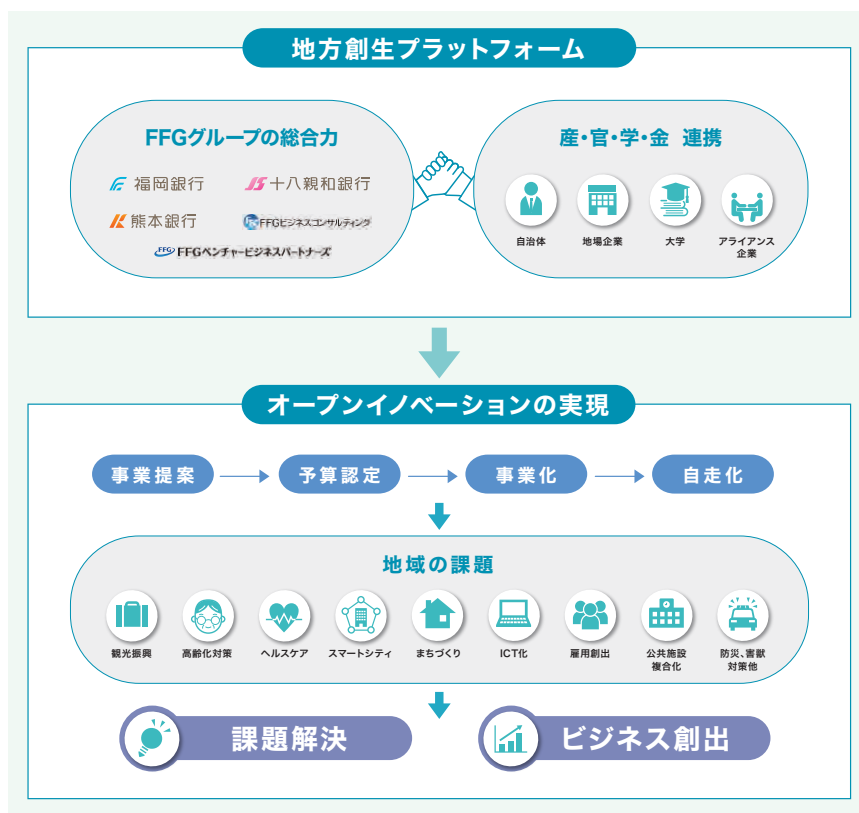 地方創生プラットフォーム
FFGグループの総合力
福岡銀行
十八親和銀行
熊本銀行
FFGビジネスコンサルティング
FFG FFGベンチャービジネスパートナーズ
産・官・学・金 連携
自治体
地場企業
大学
アライアンス
企業
オープンイノベーションの実現
事業提案
予算認定
事業化
自走化
地域の課題
観光振興
高齢化対策
ヘルスケア
スマートシティ
まちづくり
ICT化
雇用創出
公共施設
複合化
防災、害獣
対策他
課題解決
ビジネス創出